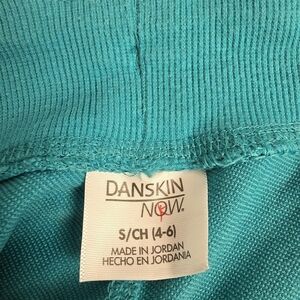 DANSKIN
NOW.
S/CH (4-6)
MADE IN JORDAN
HECHO EN JORDANIA